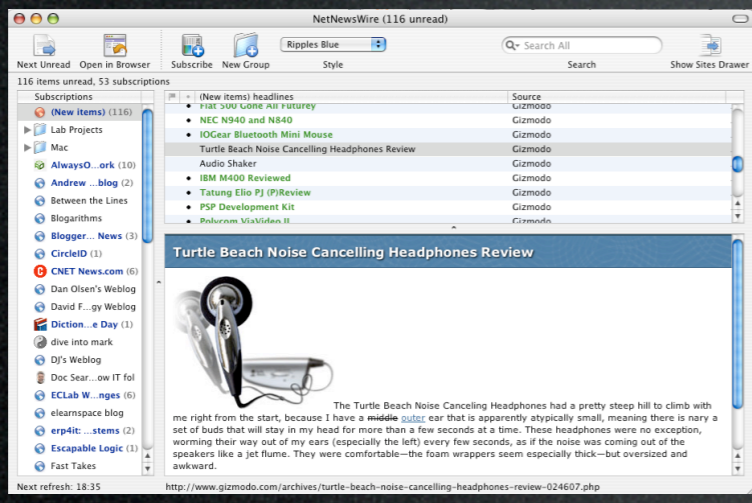 NetNewsWire (116 unread)
Ripples Blue
Search All
Next Unread Open in Browser Subscribe New Group Style Search Show Sites Drawer
116 items unread, 53 subscriptions
Subscriptions
(New items) (116)
Lab Projects
Mac
AlwaysO...ork (10)
Andrew ...blog (2)
Between the Lines
Blogarithms
Blogger... News (3)
CircleID (1)
CNET News.com (6)
Dan Olsen's Weblog
David F...gy Weblog
Diction...e Day (1)
dive into mark
DJ's Weblog
Doc Sear...ow IT fol
ECLab W...nges (6)
elearnspace blog
erp4it: ...stems (2)
Escapable Logic (1)
Fast Takes
Next refresh: 18:35
(New items) headlines Source
Fiat 500 Gone All Futurey Gizmodo
NEC N940 and N840 Gizmodo
IOGear Bluetooth Mini Mouse Gizmodo
Turtle Beach Noise Cancelling Headphones Review Gizmodo
Audio Shaker Gizmodo
IBM M400 Reviewed Gizmodo
Tatung Elio PJ (P)Review Gizmodo
PSP Development Kit Gizmodo
Polycom ViaVideo II Gizmodo
Turtle Beach Noise Cancelling Headphones Review
The Turtle Beach Noise Canceling Headphones had a pretty steep hill to climb with
me right from the start, because I have a middle outer ear that is apparently atypically small, meaning there is nary a
set of buds that will stay in my head for more than a few seconds at a time. These headphones were no exception,
worming their way out of my ears (especially the left) every few seconds, as if the noise was coming out of the
speakers like a jet flume. They were comfortable—the foam wrappers seem especially thick—but oversized and
awkward.
http://www.gizmodo.com/archives/turtle-beach-noise-cancelling-headphones-review-024607.php